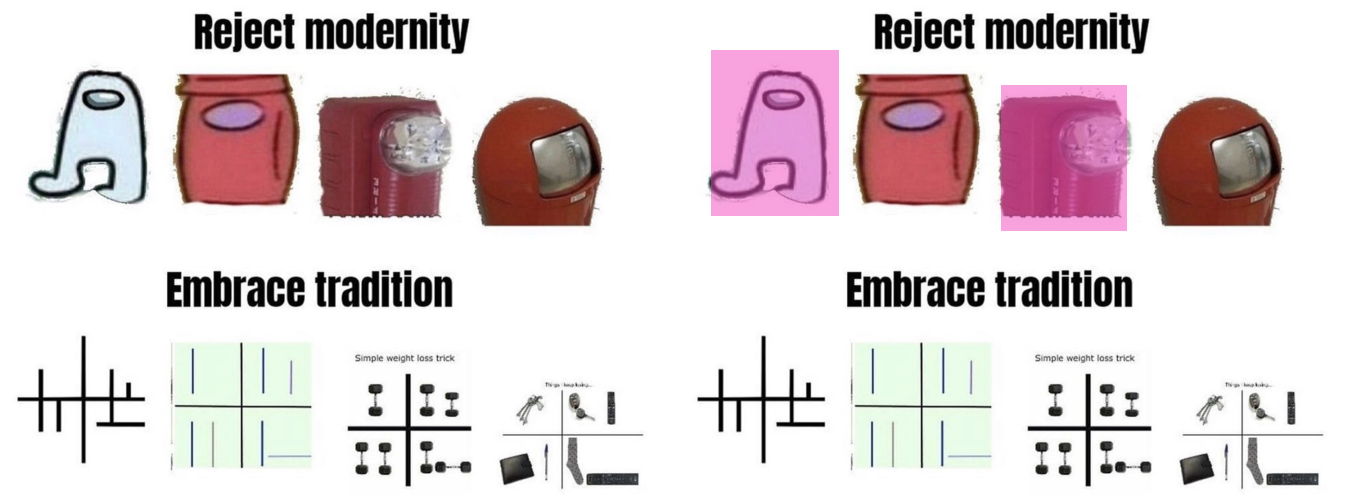 Reject modernity
Reject modernity
Embrace tradition
Embrace tradition
Simple weight loss trick
Simple weight loss trick
Things I keep losing...
Things I keep losing...